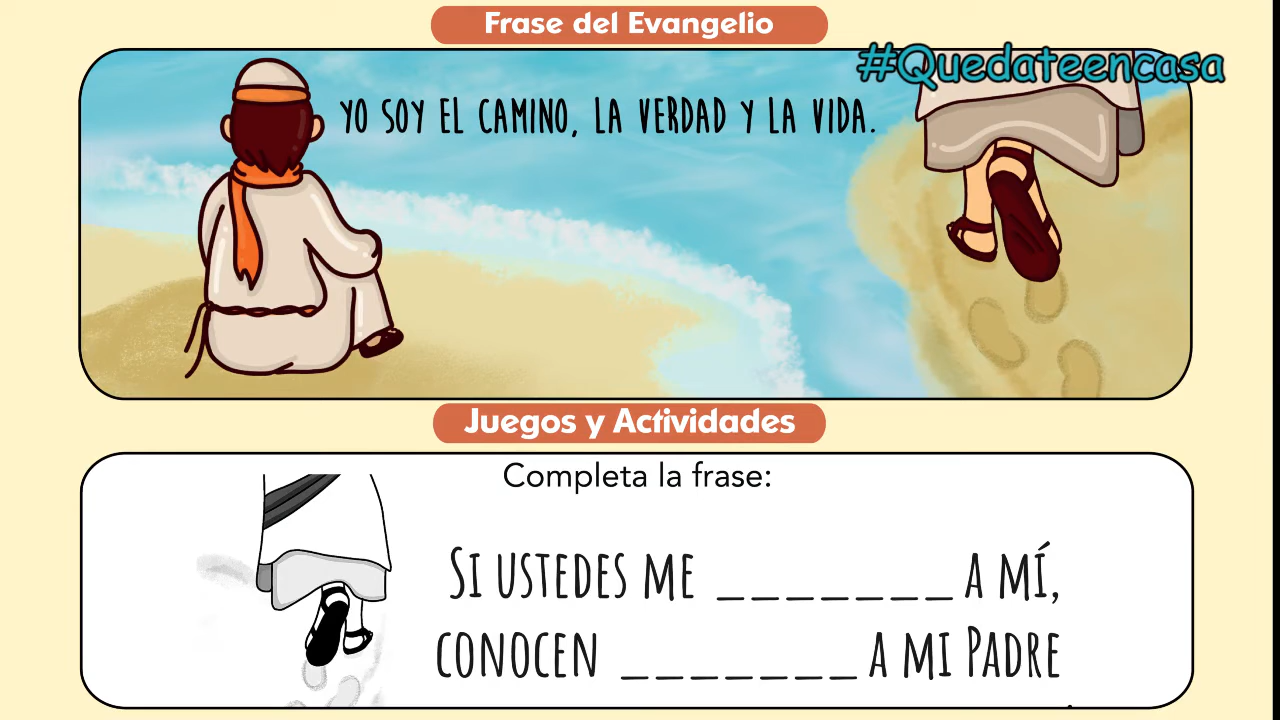 Frase del Evangelio
#Quedateencasa
YO SOY EL CAMINO, LA VERDAD Y LA VIDA.
Juegos y Actividades
Completa la frase:
SI USTEDES ME _______ A MÍ,
CONOCEN _______ A MI PADRE
.